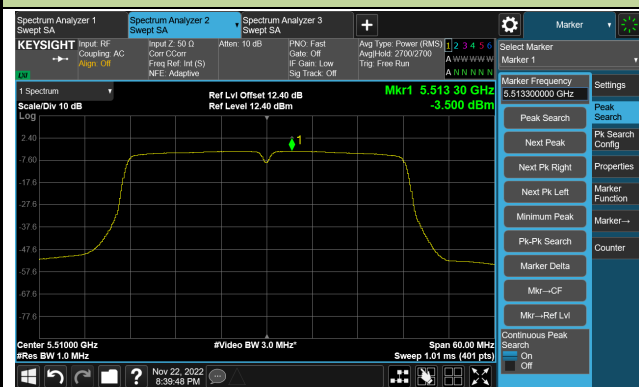 Spectrum Analyzer 1
Swept SA
Spectrum Analyzer 2
Swept SA
Spectrum Analyzer 3
Swept SA
+
Marker
KEYSIGHT
Input: RF
Coupling: AC
Align: Off
Input Z: 50 Ω
Corr CCorr
Freq Ref: Int (S)
NFE: Adaptive
Atten: 10 dB
PNO: Fast
Gate: Off
IF Gain: Low
Sig Track: Off
Avg Type: Power (RMS)
Avg|Hold: 2700/2700
Trig: Free Run
1 2 3 4 5 6
A W W W W W
A N N N N N
LXI
Select Marker
Marker 1
1 Spectrum
Scale/Div 10 dB
Log
Ref Lvl Offset 12.40 dB
Ref Level 12.40 dBm
Mkr1 5.513 30 GHz
-3.500 dBm
1
2.40
-7.60
-17.6
-27.6
-37.6
-47.6
-57.6
-67.6
-77.6
Center 5.51000 GHz
#Res BW 1.0 MHz
#Video BW 3.0 MHz*
Span 60.00 MHz
Sweep 1.01 ms (401 pts)
Marker Frequency
5.513300000 GHz
Peak Search
Next Peak
Next Pk Right
Next Pk Left
Minimum Peak
Pk-Pk Search
Marker Delta
Mkr→CF
Mkr→Ref Lvl
Continuous Peak
Search
On
Off
Settings
Peak
Search
Pk Search
Config
Properties
Marker
Function
Marker→
Counter
?
Nov 22, 2022
8:39:48 PM